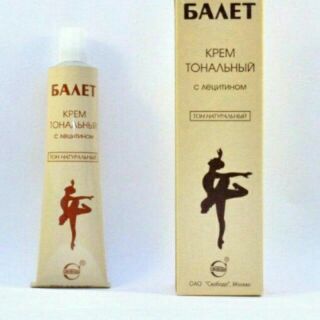 БАЛЕТ
КРЕМ
ТОНАЛЬНЫЙ
с лецитином
ТОН НАТУРАЛЬНЫЙ
БАЛЕТ
КРЕМ
ТОНАЛЬНЫЙ
с лецитином
ТОН НАТУРАЛЬНЫЙ
ОАО "Свобода", Москва